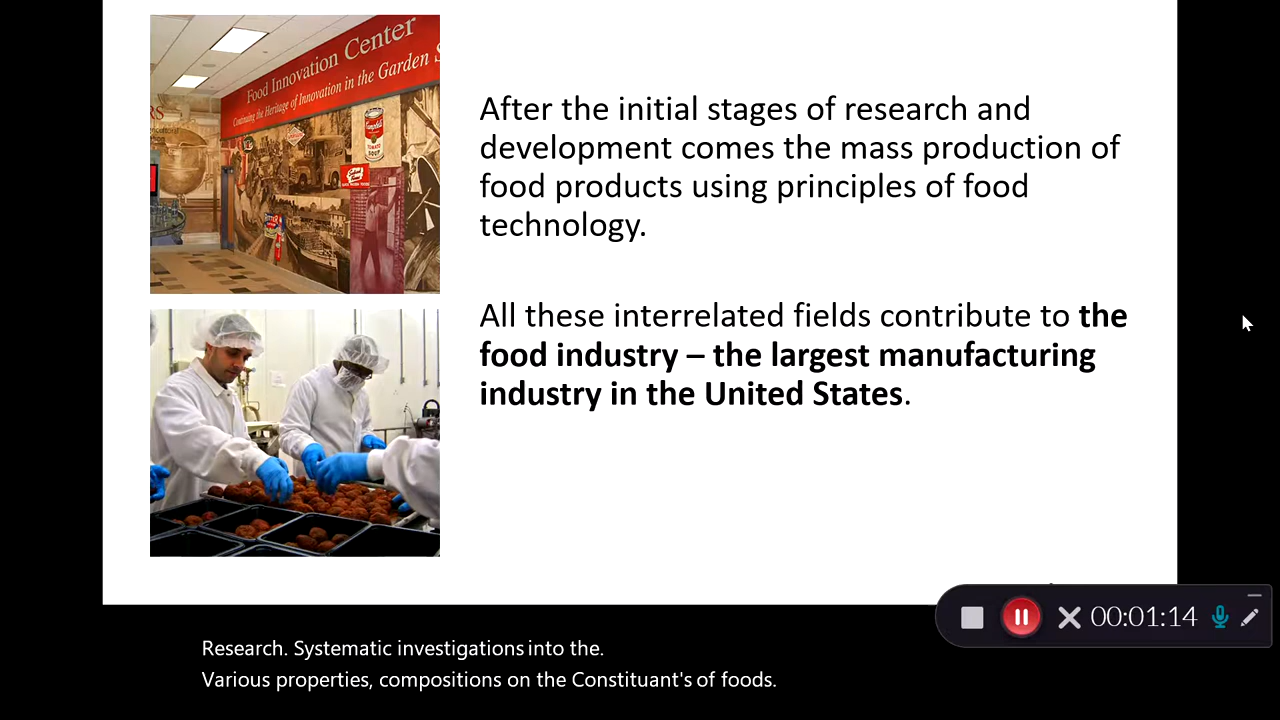 Food Innovation Center
Continuing the Heritage of Innovation in the Garden S
Campbell's
TOMATO
SOUP
After the initial stages of research and
development comes the mass production of
food products using principles of food
technology.
All these interrelated fields contribute to the
food industry – the largest manufacturing
industry in the United States.
00:01:14
Research. Systematic investigations into the.
Various properties, compositions on the Constituant's of foods.